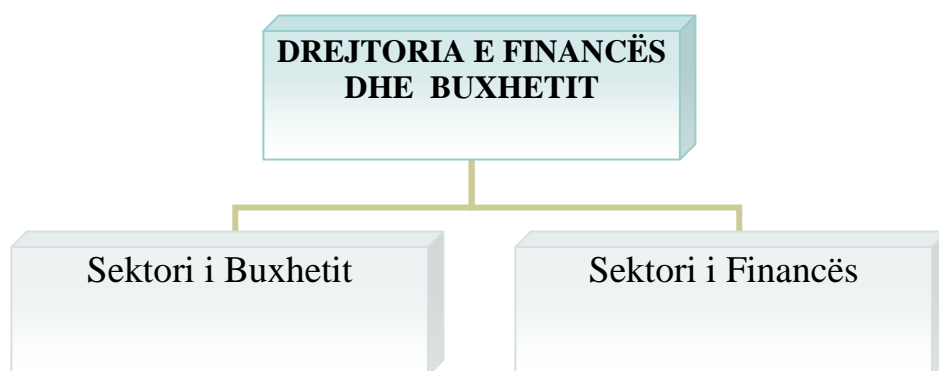 DREJTORIA E FINANCËS
DHE BUXHETIT
Sektori i Buxhetit
Sektori i Financës